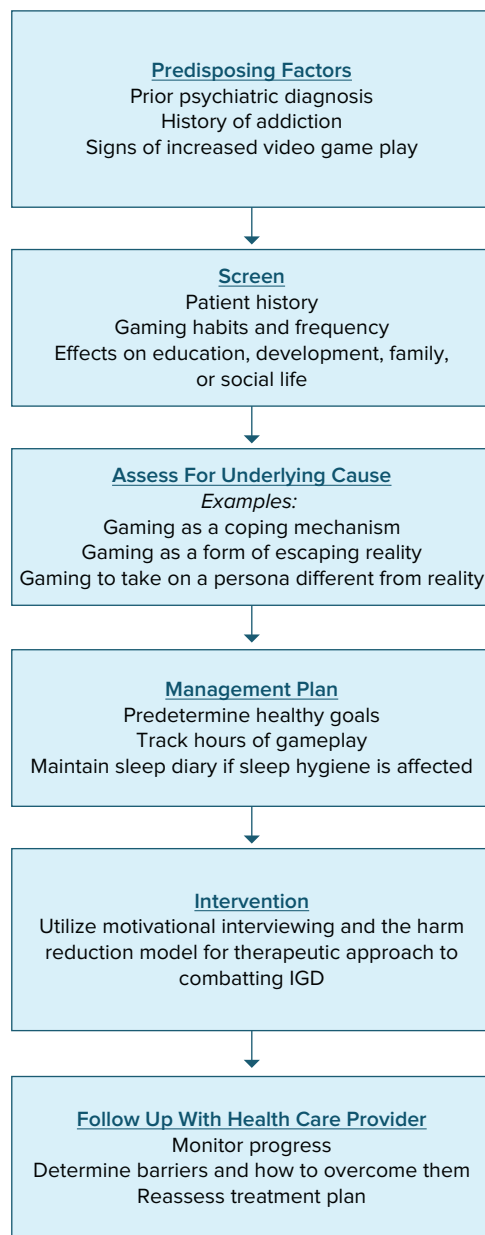 Predisposing Factors
Prior psychiatric diagnosis
History of addiction
Signs of increased video game play
Screen
Patient history
Gaming habits and frequency
Effects on education, development, family,
or social life
Assess For Underlying Cause
Examples:
Gaming as a coping mechanism
Gaming as a form of escaping reality
Gaming to take on a persona different from reality
Management Plan
Predetermine healthy goals
Track hours of gameplay
Maintain sleep diary if sleep hygiene is affected
Intervention
Utilize motivational interviewing and the harm
reduction model for therapeutic approach to
combatting IGD
Follow Up With Health Care Provider
Monitor progress
Determine barriers and how to overcome them
Reassess treatment plan